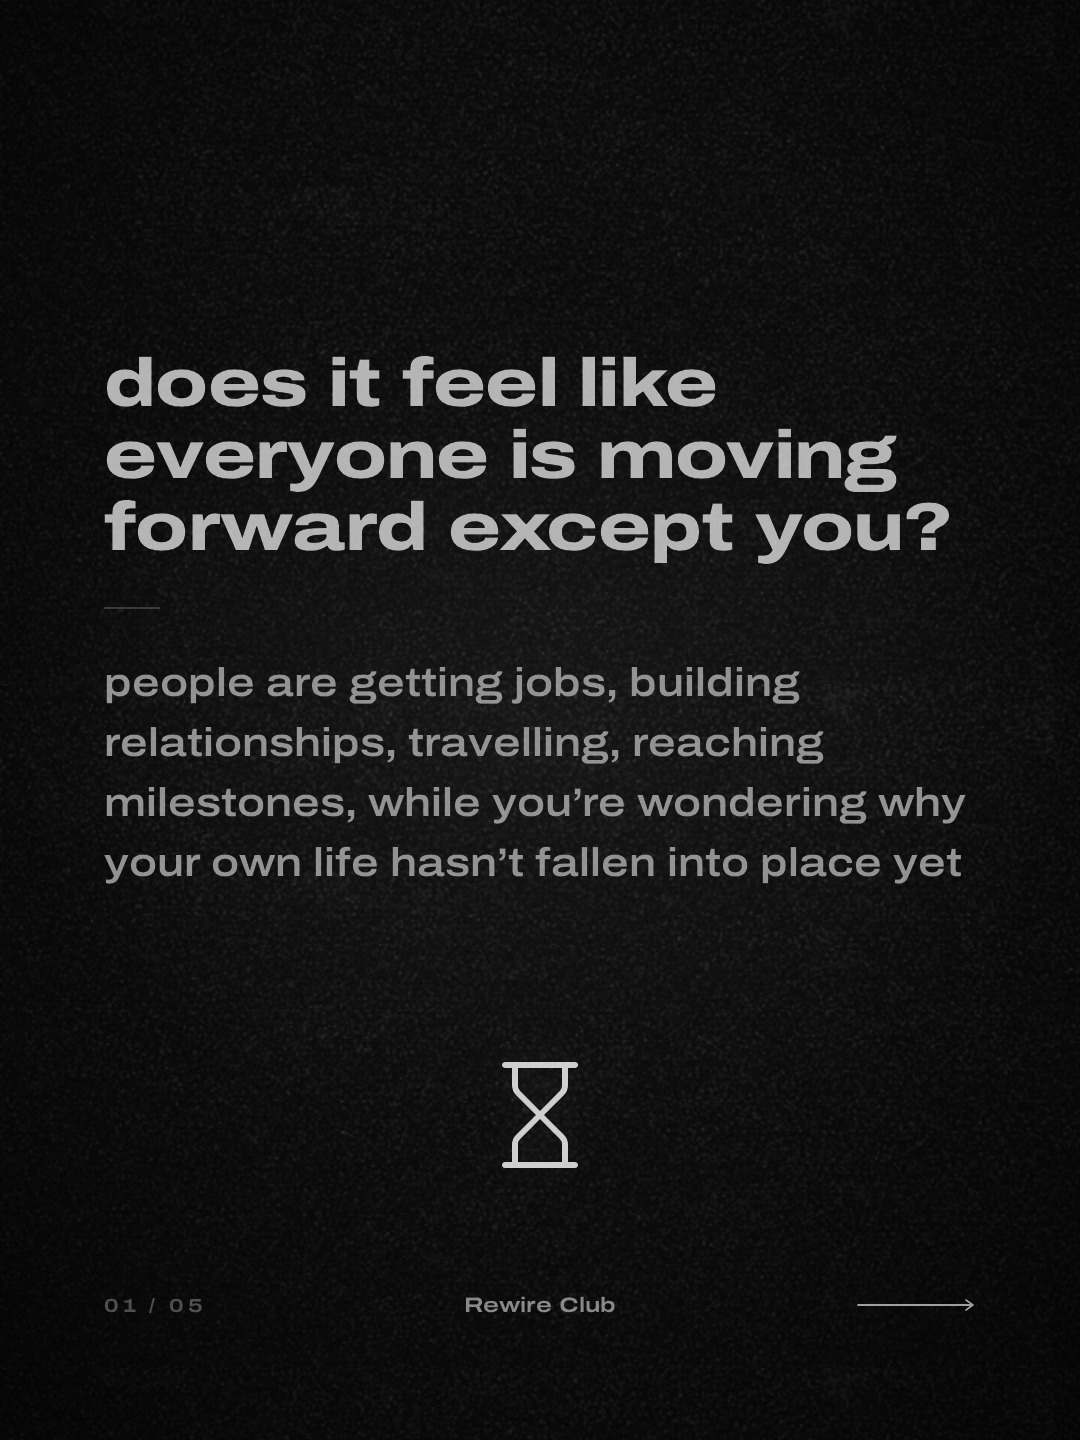 does it feel like
everyone is moving
forward except you?
people are getting jobs, building
relationships, travelling, reaching
milestones, while you’re wondering why
your own life hasn’t fallen into place yet
01 / 05
Rewire Club